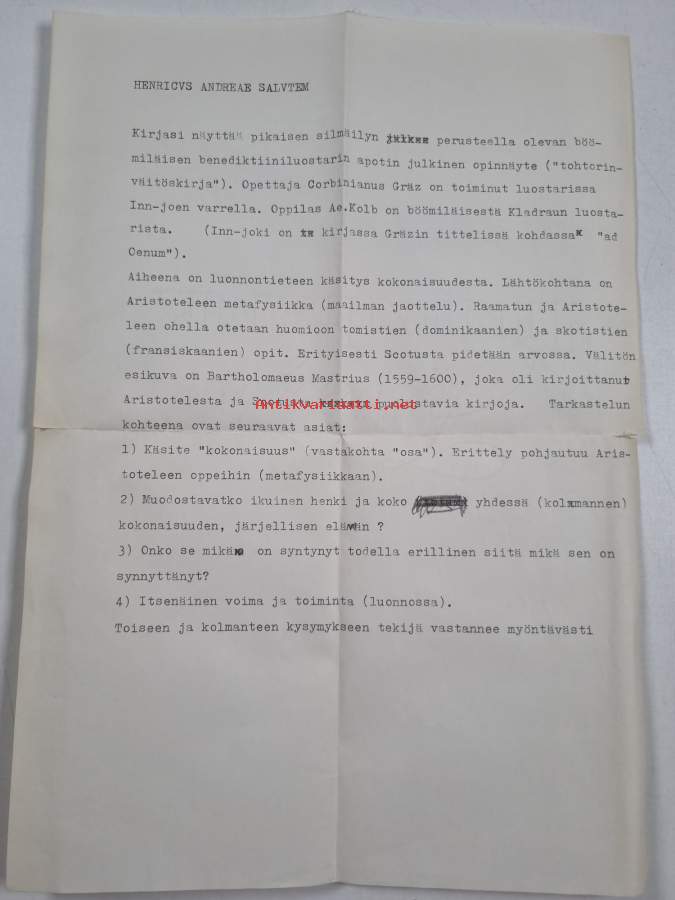 HENRICVS ANDREAE SALVTEM
Kirjasi näyttää pikaisen silmäilyn perusteella olevan böö-
miläisen benediktiiniluostarin apotin julkinen opinnäyte ("tohtorin-
väitöskirja"). Opettaja Corbinianus Gräz on toiminut luostarissa
Inn-joen varrella. Oppilas Ae.Kolb on böömiläisestä Kladraun luosta-
rista. (Inn-joki on kirjassa Gräzin tittelissä kohdassa "ad
Oenum").
Aiheena on luonnontieteen käsitys kokonaisuudesta. Lähtökohtana on
Aristoteleen metafysiikka (maailman jaottelu). Raamatun ja Aristote-
leen ohella otetaan huomioon tomistien (dominikaanien) ja skotistien
(fransiskaanien) opit. Erityisesti Scotusta pidetään arvossa. Välitön
esikuva on Bartholomaeus Mastrius (1559-1600), joka oli kirjoittanut
Aristotelesta ja Scotusta puolustavia kirjoja. Tarkastelun
Antikvariaatti.net
kohteena ovat seuraavat asiat:
1) Käsite "kokonaisuus" (vastakohta "osa"). Erittely pohjautuu Aris-
toteleen oppeihin (metafysiikkaan).
2) Muodostavatko ikuinen henki ja koko yhdessä (kolmannen)
kokonaisuuden, järjellisen elämän ?
3) Onko se mikä on syntynyt todella erillinen siitä mikä sen on
synnyttänyt?
4) Itsenäinen voima ja toiminta (luonnossa).
Toiseen ja kolmanteen kysymykseen tekijä vastannee myöntävästi